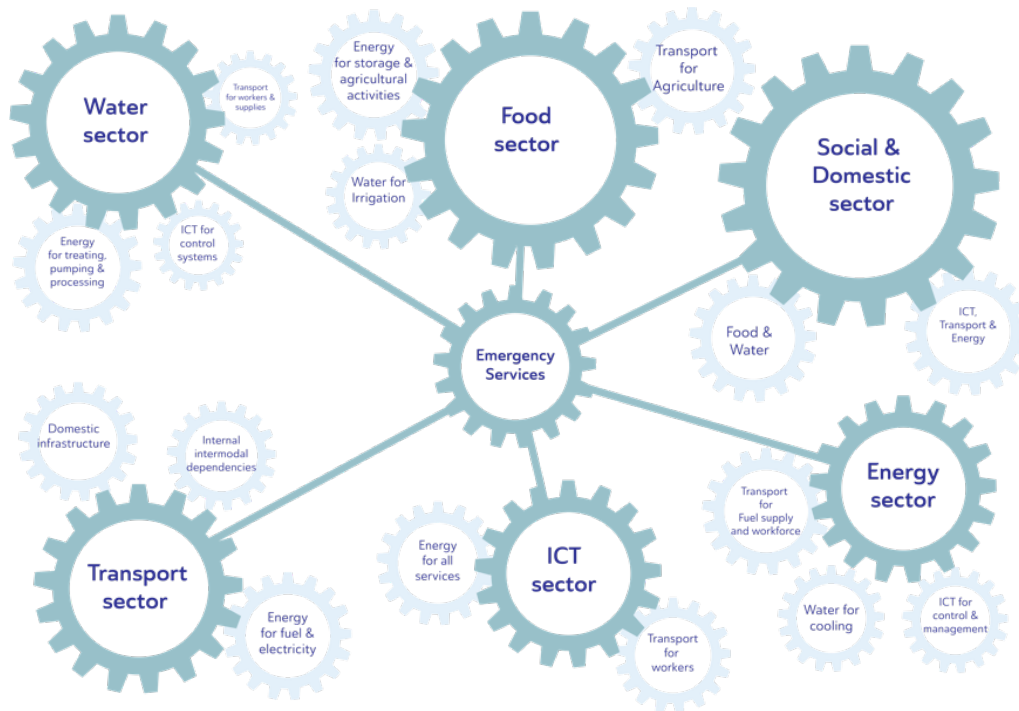 Water
sector
Transport
for workers &
supplies
Energy
for treating,
pumping &
processing
ICT for
control
systems
Energy
for storage &
agricultural
activities
Water for
Irrigation
Food
sector
Transport
for
Agriculture
Social &
Domestic
sector
Food &
Water
ICT,
Transport &
Energy
Emergency
Services
Domestic
infrastructure
Internal
intermodal
dependencies
Transport
sector
Energy
for fuel &
electricity
Energy
for all
services
ICT
sector
Transport
for
workers
Energy
sector
Transport
for
Fuel supply
and workforce
Water for
cooling
ICT for
control &
management